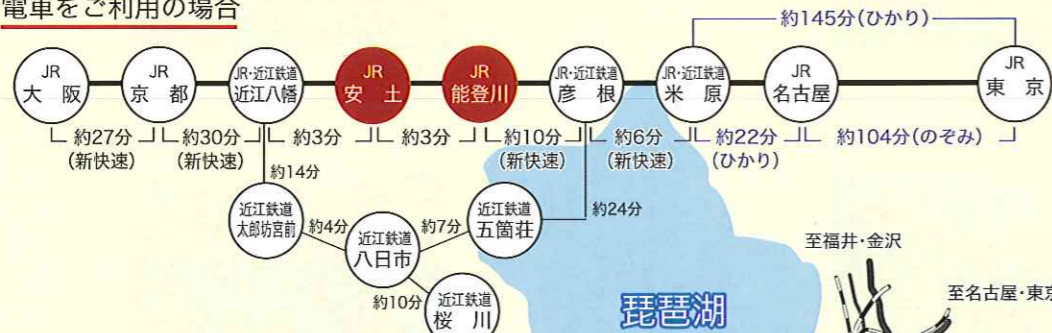 電車をご利用の場合
約145分(ひかり)
JR
大 阪
JR
京 都
JR・近江鉄道
近江八幡
JR
安 土
JR
能登川
JR・近江鉄道
彦 根
JR・近江鉄道
米 原
JR
名古屋
JR
東 京
約27分
(新快速)
約30分
(新快速)
約3分
約3分
約10分
(新快速)
約6分
(新快速)
約22分
(ひかり)
約104分(のぞみ)
約14分
近江鉄道
太郎坊宮前
約4分
近江鉄道
八日市
約7分
近江鉄道
五箇荘
約24分
約10分
近江鉄道
桜 川
琵琶湖
至福井・金沢
至名古屋・東京